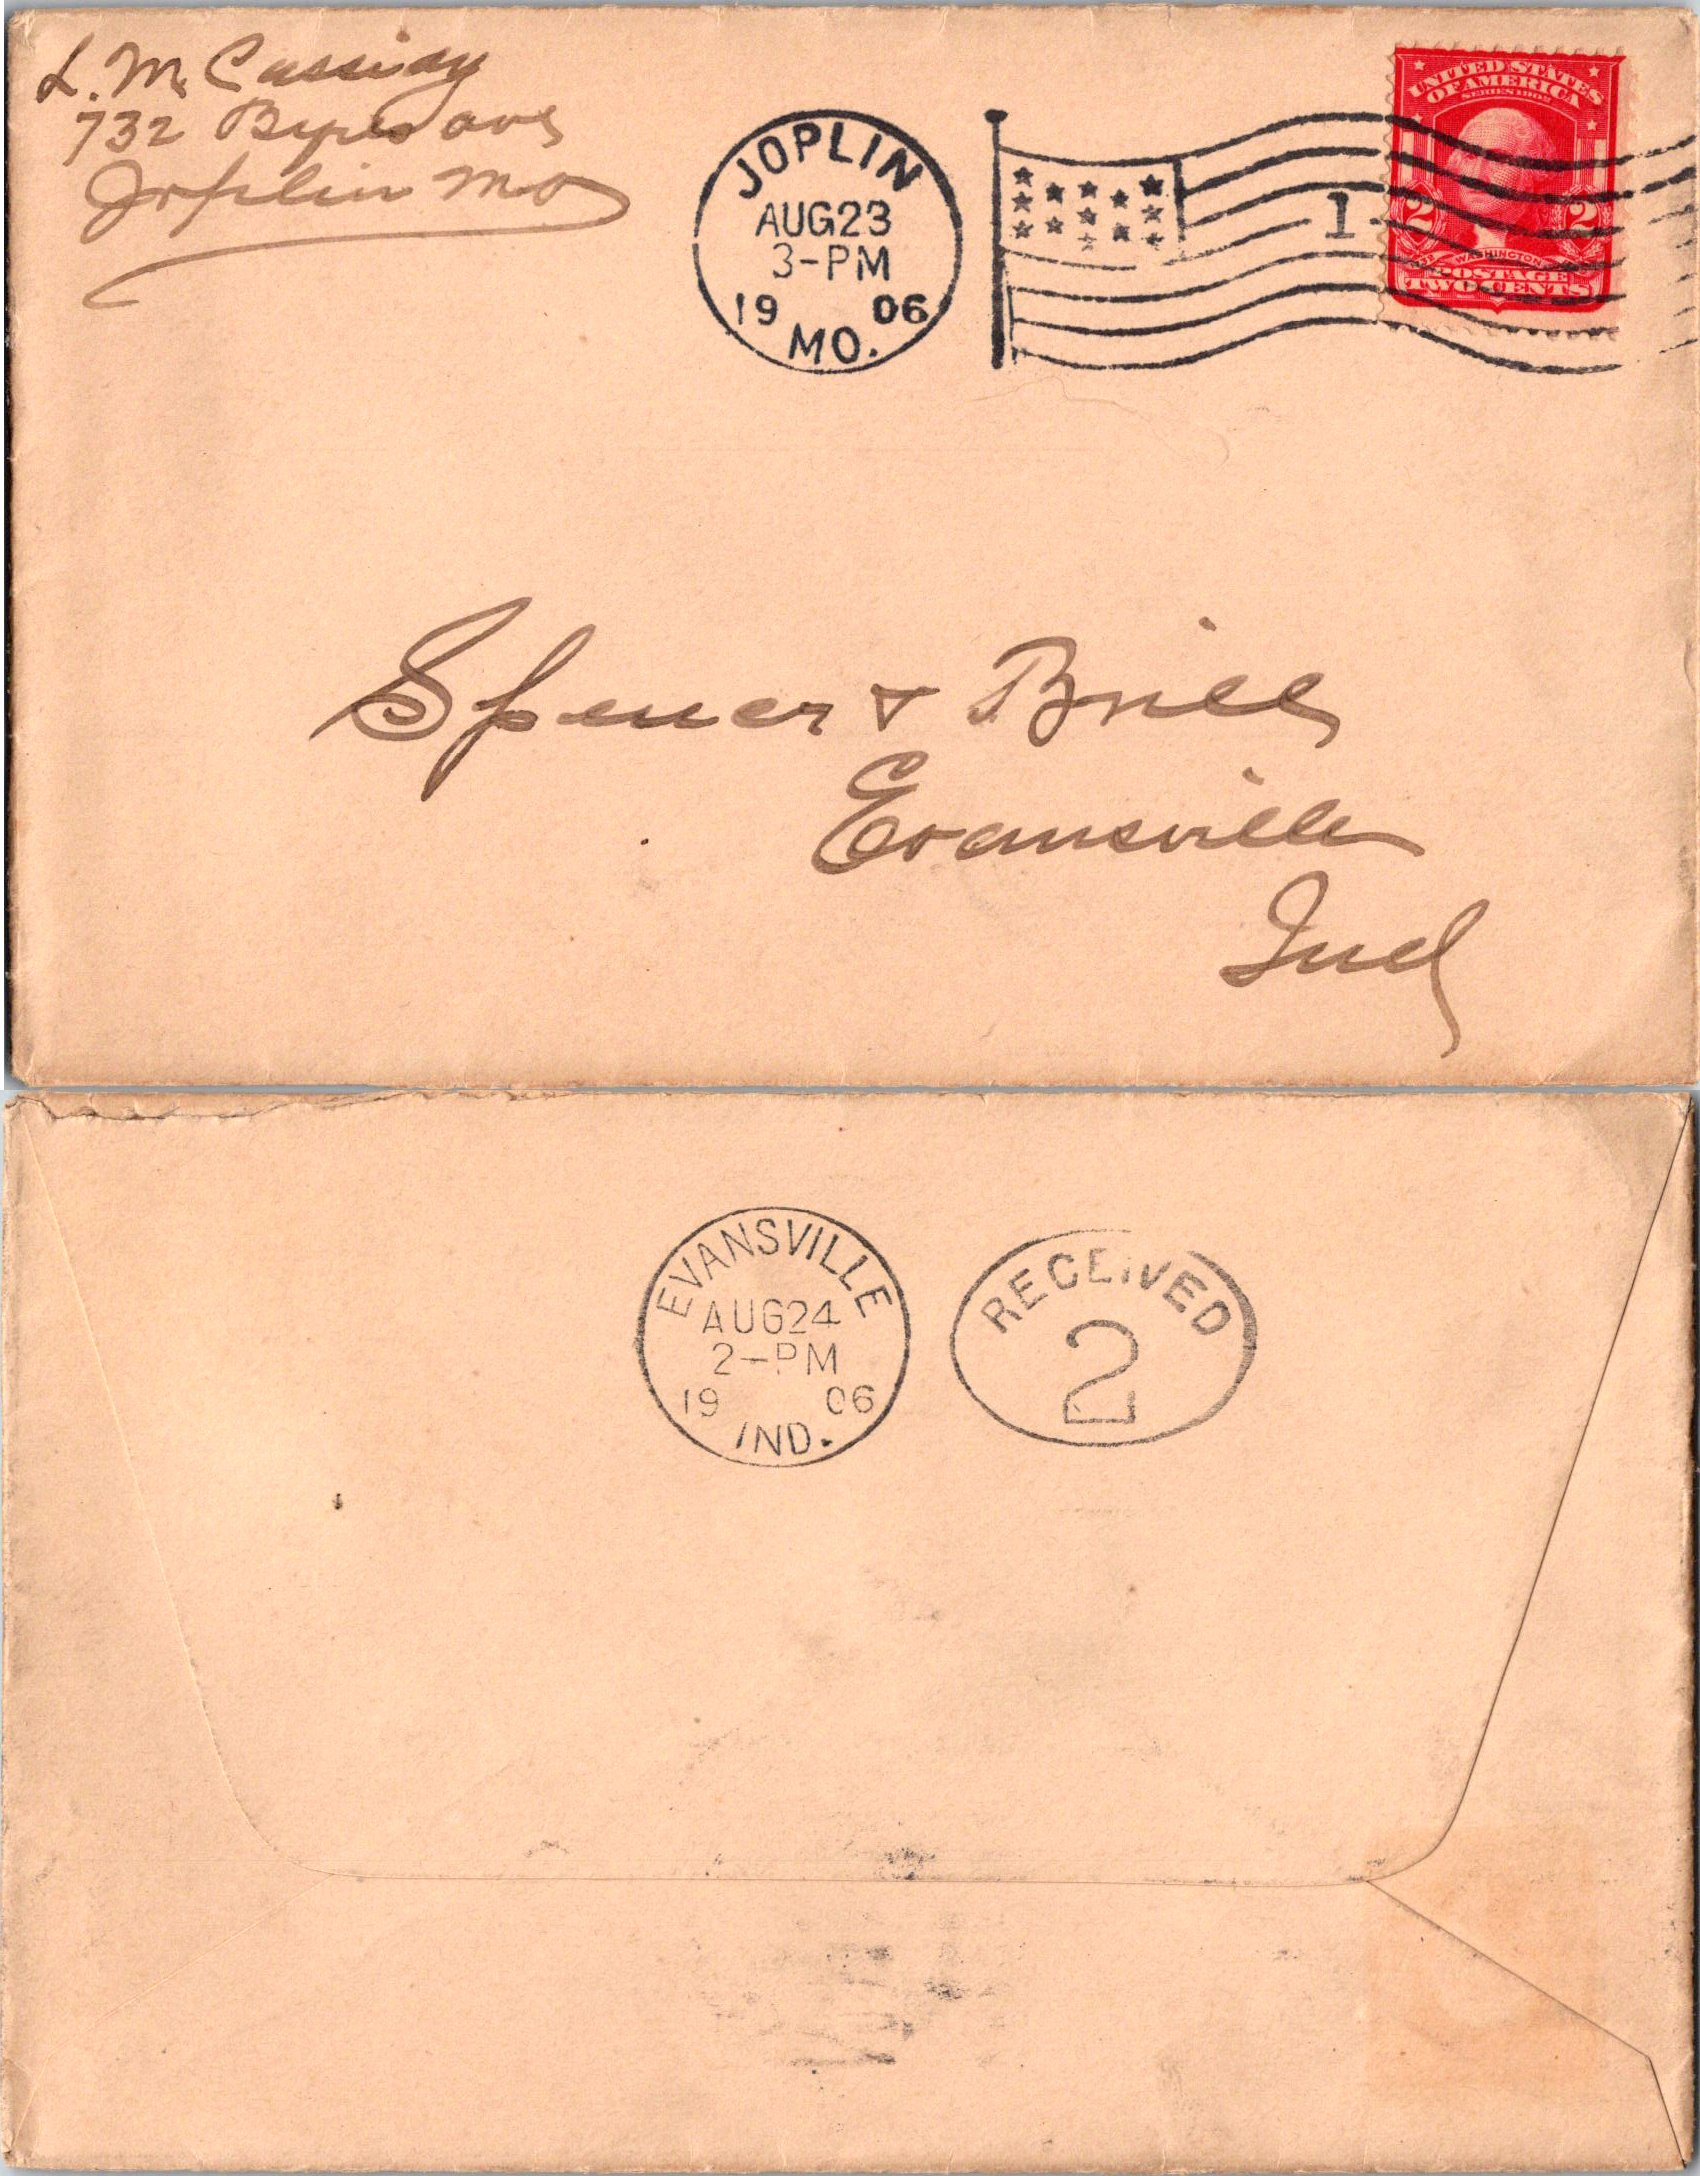 L. M. Cassiday
732 Byers ave
Joplin Mo
JOPLIN
AUG 23
3-PM
19 06
MO.
1
UNITED STATES
OF AMERICA
SERIES 1902
2 2
WASHINGTON
POSTAGE
TWO CENTS
Spencer & Brill
Evansville
Ind
EVANSVILLE
AUG 24
2-PM
19 06
IND.
RECEIVED
2